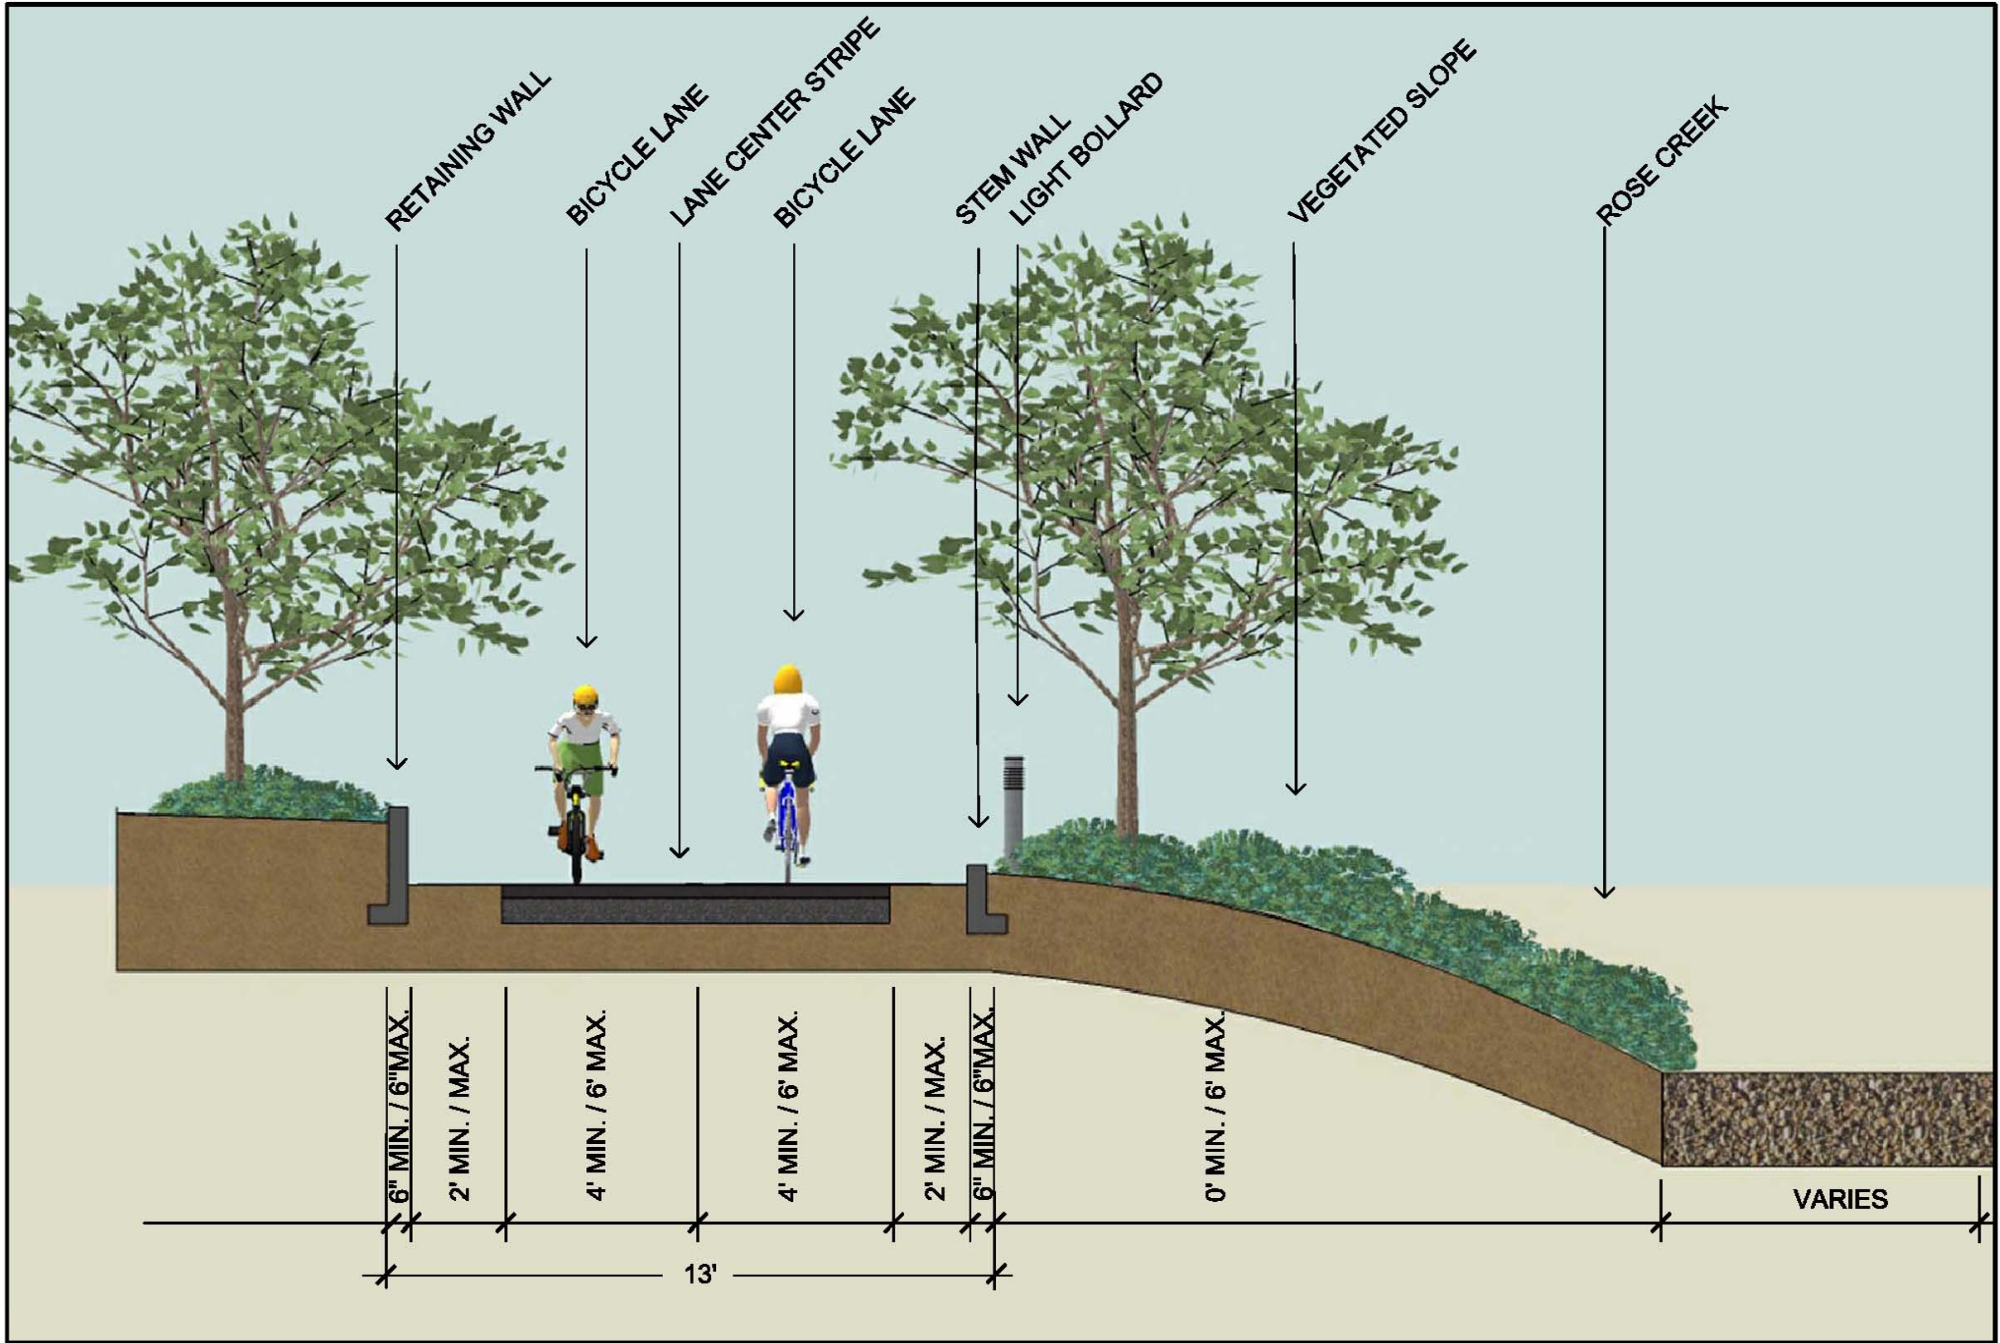 RETAINING WALL
BICYCLE LANE
LANE CENTER STRIPE
BICYCLE LANE
STEM WALL
LIGHT BOLLARD
VEGETATED SLOPE
ROSE CREEK
6" MIN. / 6"MAX.
2' MIN. / MAX.
4' MIN. / 6' MAX.
4' MIN. / 6' MAX.
2' MIN. / MAX.
6" MIN. / 6"MAX.
0' MIN. / 6' MAX.
VARIES
13'